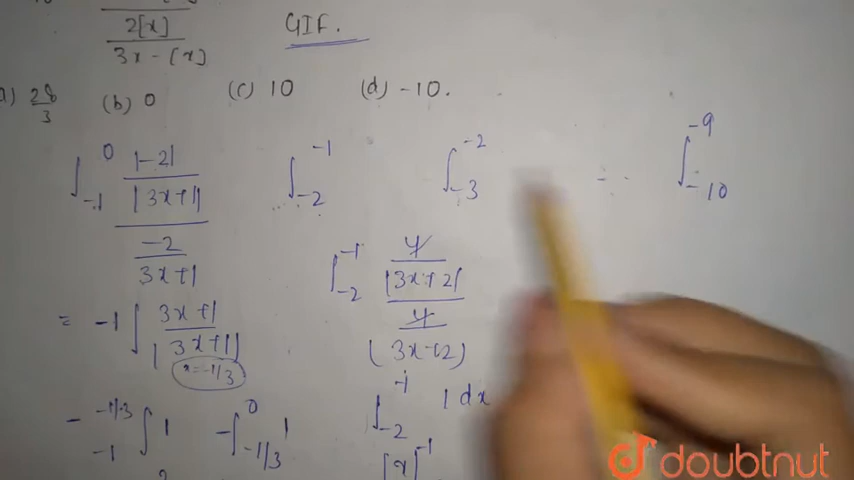 2[x]
3x - [x]
GIF.
a) 28/3 (b) 0 (c) 10 (d) -10.
∫_{-1}^{0} |-2| / |3x+1| / -2 / 3x+1
∫_{-2}^{-1}
∫_{-3}^{-2}
- - ∫_{-10}^{-9}
∫_{-2}^{-1} 4 / |3x+2| / 4 / (3x+2)
= -1 ∫ 3x+1 / |3x+1|
x = -1/3
- ∫_{-1}^{-1/3} 1 - ∫_{-1/3}^{0} 1
∫_{-2}^{-1} 1 dx
[x]^{-1}
doubtnut